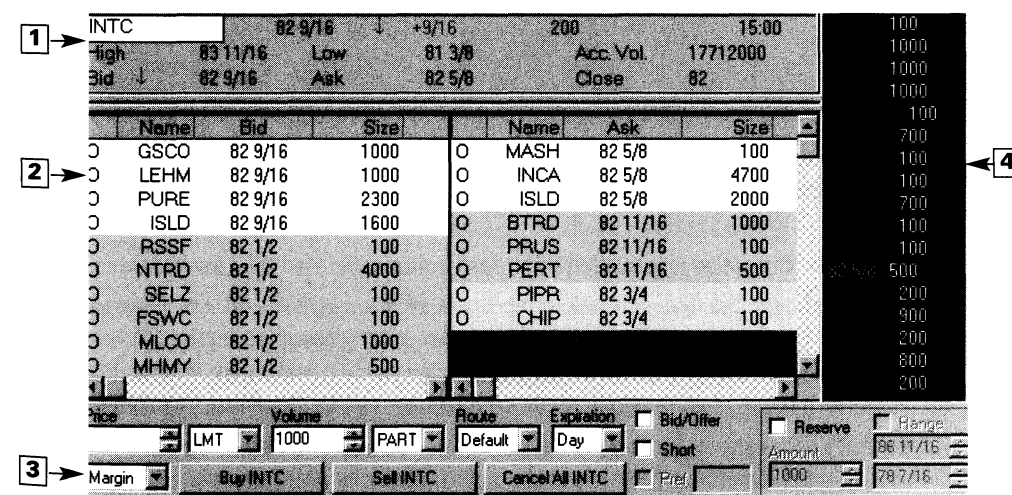 1
INTC 82 9/16 ↓ +9/16 200 15:00
High 83 11/16 Low 81 3/8 Acc. Vol. 17712000
Bid ↓ 82 9/16 Ask 82 5/8 Close 82
Name Bid Size Name Ask Size
2
O GSCO 82 9/16 1000 O MASH 82 5/8 100
O LEHM 82 9/16 1000 O INCA 82 5/8 4700
O PURE 82 9/16 2300 O ISLD 82 5/8 2000
O ISLD 82 9/16 1600 O BTRD 82 11/16 1000
O RSSF 82 1/2 100 O PRUS 82 11/16 100
O NTRD 82 1/2 4000 O PERT 82 11/16 500
O SELZ 82 1/2 100 O PIPR 82 3/4 100
O FSWC 82 1/2 100 O CHIP 82 3/4 100
O MLCO 82 1/2 1000
O MHMY 82 1/2 500
100
1000
1000
1000
100
700
100
100
700
100
100
500
200
900
200
800
200
4
Price Volume Route Expiration Bid/Offer Reserve Range
LMT 1000 PART Default Day Short Amount 86 11/16
3
Margin Buy INTC Sell INTC Cancel All INTC Pref 1000 78 7/16